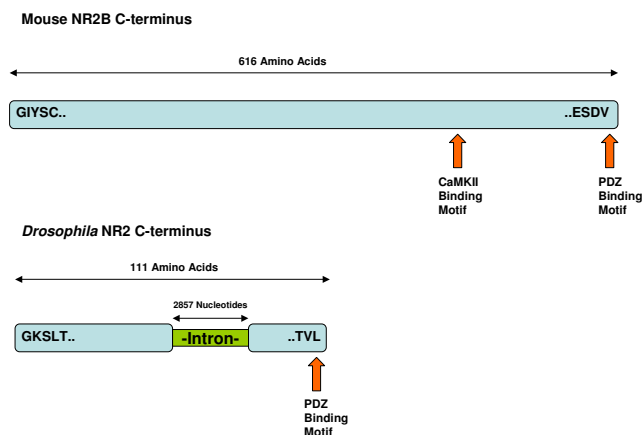 Mouse NR2B C-terminus
616 Amino Acids
GIYSC..
..ESDV
CaMKII
Binding
Motif
PDZ
Binding
Motif
Drosophila NR2 C-terminus
111 Amino Acids
2857 Nucleotides
GKSLT..
-Intron-
..TVL
PDZ
Binding
Motif